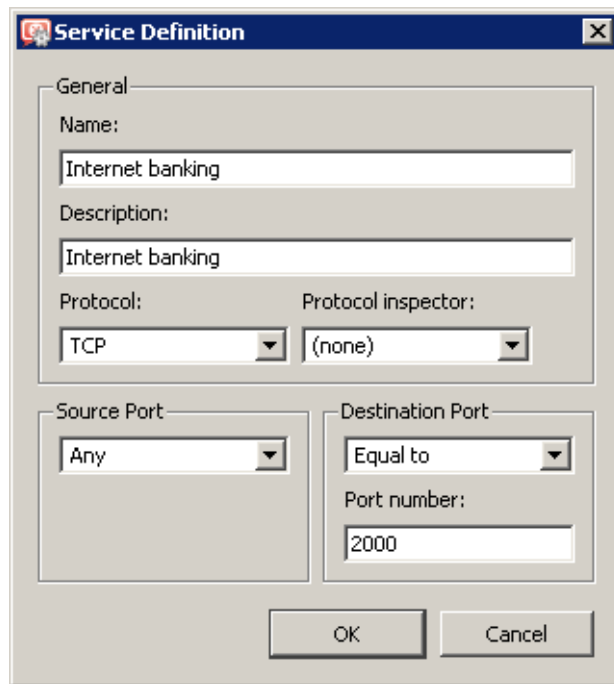 Service Definition
General
Name:
Internet banking
Description:
Internet banking
Protocol: Protocol inspector:
TCP (none)
Source Port Destination Port
Any Equal to
Port number:
2000
OK Cancel